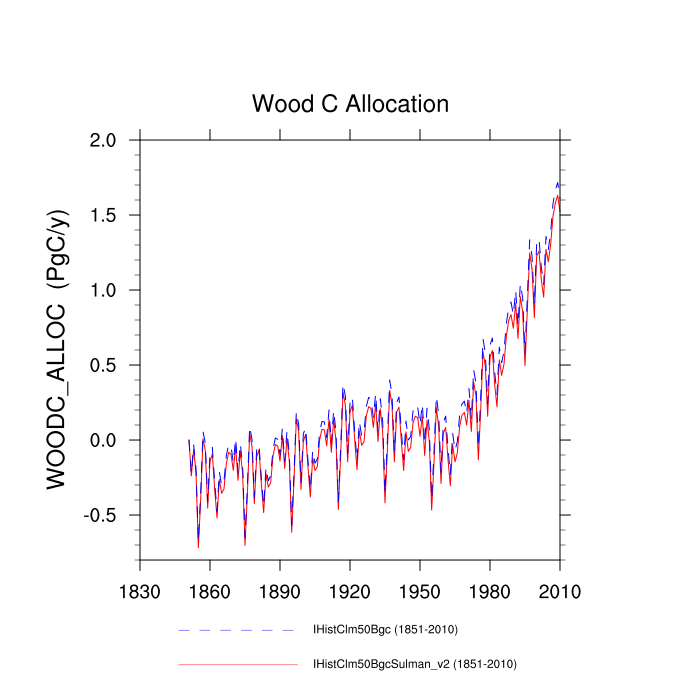 Wood C Allocation
WOODC_ALLOC (PgC/y)
2.0
1.5
1.0
0.5
0.0
-0.5
1830 1860 1890 1920 1950 1980 2010
IHistClm50Bgc (1851-2010)
IHistClm50BgcSulman_v2 (1851-2010)